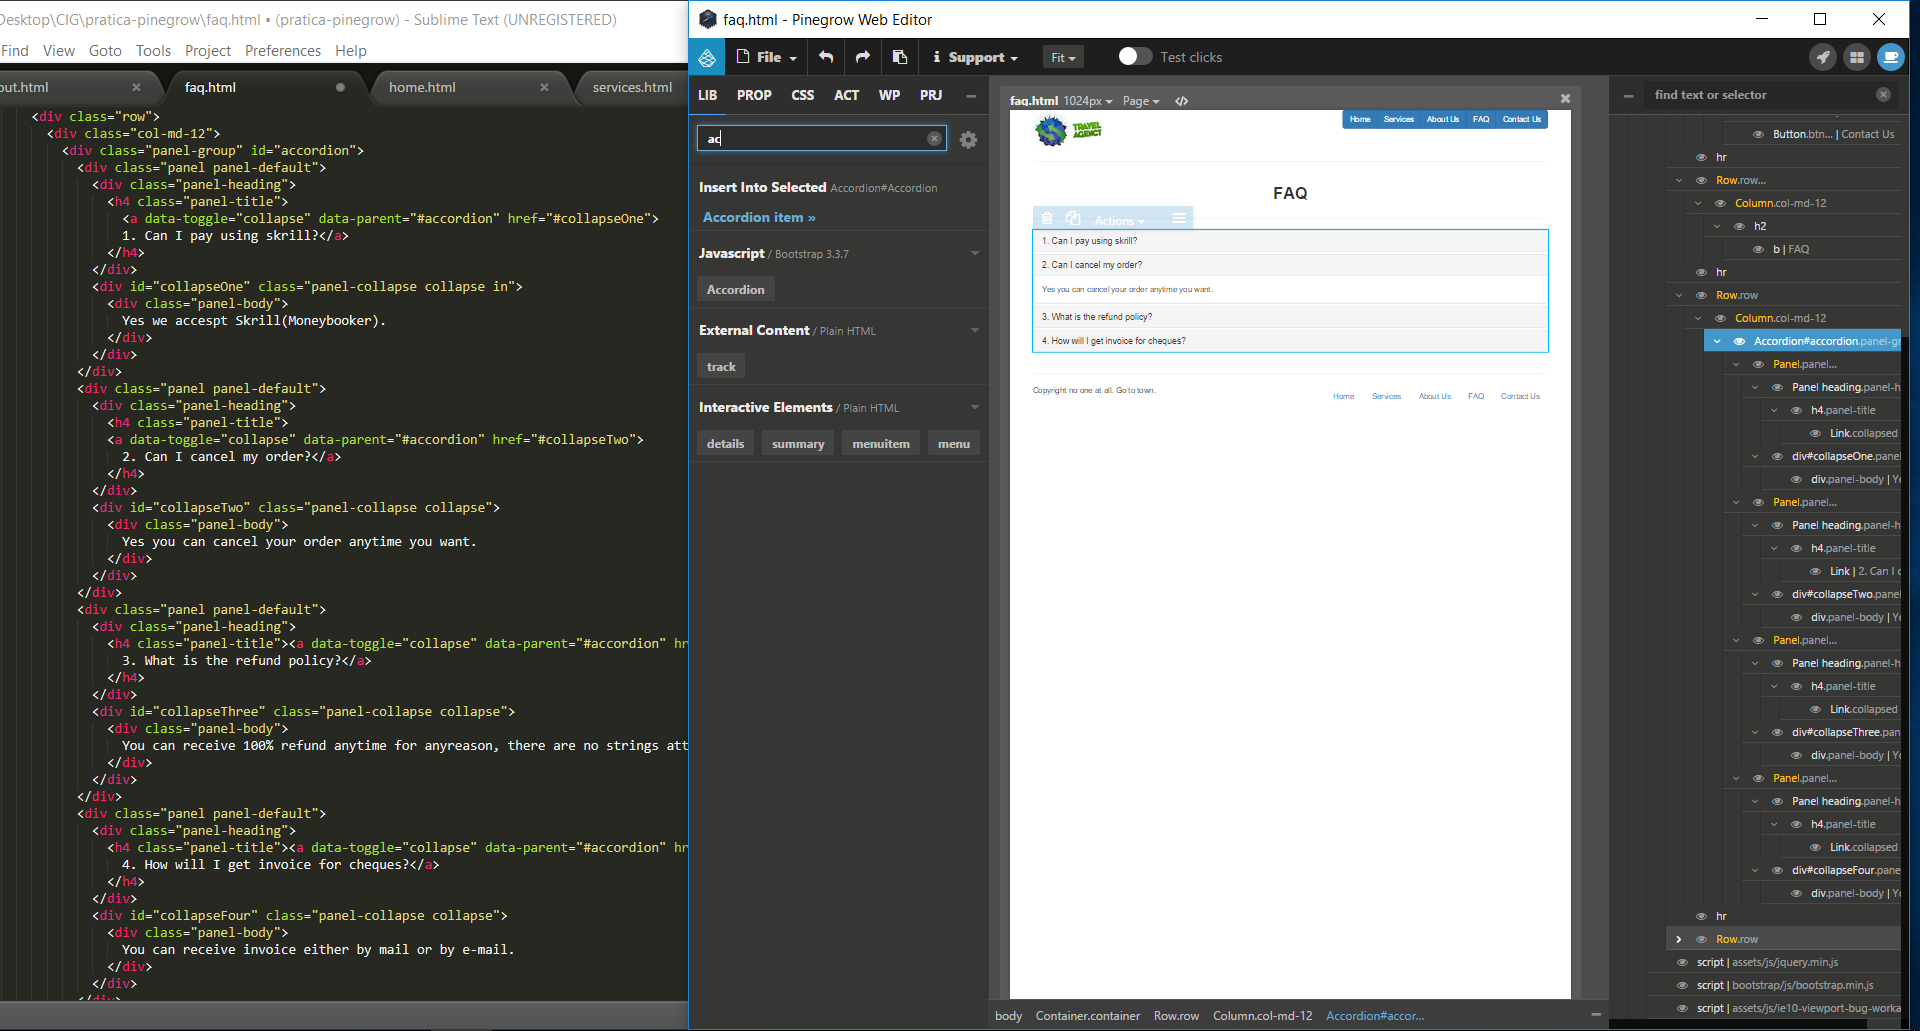 Desktop\CIG\pratica-pinegrow\faq.html • (pratica-pinegrow) - Sublime Text (UNREGISTERED)
Find View Goto Tools Project Preferences Help
out.html × faq.html home.html × services.html
<div class="row">
<div class="col-md-12">
<div class="panel-group" id="accordion">
<div class="panel panel-default">
<div class="panel-heading">
<h4 class="panel-title">
<a data-toggle="collapse" data-parent="#accordion" href="#collapseOne">
1. Can I pay using skrill?</a>
</h4>
</div>
<div id="collapseOne" class="panel-collapse collapse in">
<div class="panel-body">
Yes we accespt Skrill(Moneybooker).
</div>
</div>
</div>
<div class="panel panel-default">
<div class="panel-heading">
<h4 class="panel-title">
<a data-toggle="collapse" data-parent="#accordion" href="#collapseTwo">
2. Can I cancel my order?</a>
</h4>
</div>
<div id="collapseTwo" class="panel-collapse collapse">
<div class="panel-body">
Yes you can cancel your order anytime you want.
</div>
</div>
</div>
<div class="panel panel-default">
<div class="panel-heading">
<h4 class="panel-title"><a data-toggle="collapse" data-parent="#accordion" hr
3. What is the refund policy?</a>
</h4>
</div>
<div id="collapseThree" class="panel-collapse collapse">
<div class="panel-body">
You can receive 100% refund anytime for anyreason, there are no strings att
</div>
</div>
</div>
<div class="panel panel-default">
<div class="panel-heading">
<h4 class="panel-title"><a data-toggle="collapse" data-parent="#accordion" hr
4. How will I get invoice for cheques?</a>
</h4>
</div>
<div id="collapseFour" class="panel-collapse collapse">
<div class="panel-body">
You can receive invoice either by mail or by e-mail.
</div>
</div>
</div>
faq.html - Pinegrow Web Editor
File Support Fit Test clicks
LIB PROP CSS ACT WP PRJ
ac
Insert Into Selected Accordion#Accordion
Accordion item »
Javascript / Bootstrap 3.3.7
Accordion
External Content / Plain HTML
track
Interactive Elements / Plain HTML
details summary menuitem menu
faq.html 1024px Page </>
TRAVEL AGENCY
Home Services About Us FAQ Contact Us
FAQ
Actions
1. Can I pay using skrill?
2. Can I cancel my order?
Yes you can cancel your order anytime you want.
3. What is the refund policy?
4. How will I get invoice for cheques?
Copyright no one at all. Go to town.
Home Services About Us FAQ Contact Us
body Container.container Row.row Column.col-md-12 Accordion#accor...
find text or selector
Button.btn... | Contact Us
hr
Row.row...
Column.col-md-12
h2
b | FAQ
hr
Row.row
Column.col-md-12
Accordion#accordion.panel-gr
Panel.panel...
Panel heading.panel-h
h4.panel-title
Link.collapsed
div#collapseOne.panel
div.panel-body | Ye
Panel.panel...
Panel heading.panel-h
h4.panel-title
Link | 2. Can I c
div#collapseTwo.panel
div.panel-body | Ye
Panel.panel...
Panel heading.panel-h
h4.panel-title
Link.collapsed
div#collapseThree.pan
div.panel-body | Yo
Panel.panel...
Panel heading.panel-h
h4.panel-title
Link.collapsed
div#collapseFour.pane
div.panel-body | Yo
hr
Row.row
script | assets/js/jquery.min.js
script | bootstrap/js/bootstrap.min.js
script | assets/js/ie10-viewport-bug-worka